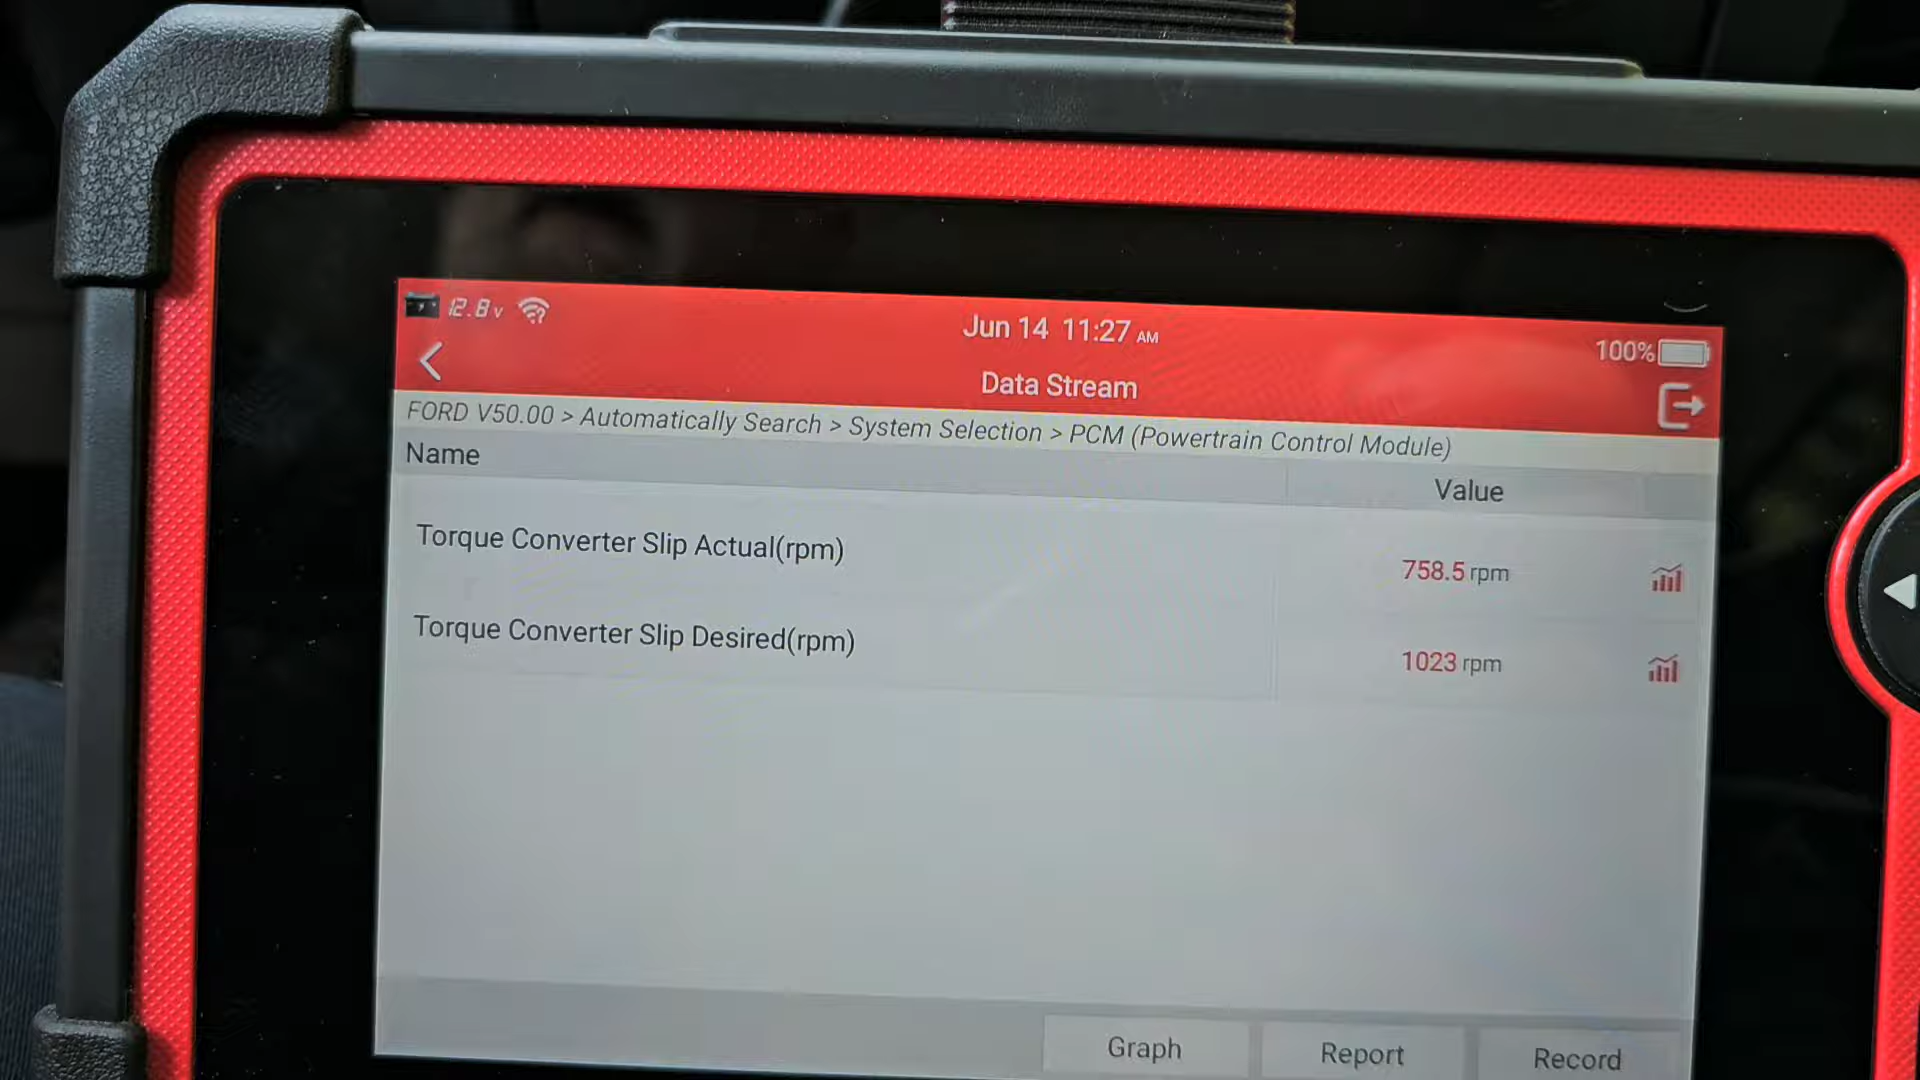 12.8v
Jun 14 11:27 AM
100%
Data Stream
FORD V50.00 > Automatically Search > System Selection > PCM (Powertrain Control Module)
Name Value
Torque Converter Slip Actual(rpm) 758.5 rpm
Torque Converter Slip Desired(rpm) 1023 rpm
Graph Report Record